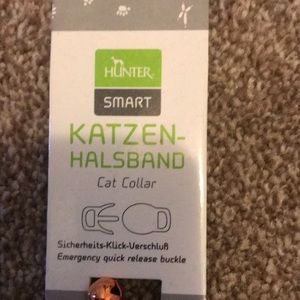 HUNTER
SMART
KATZEN-
HALSBAND
Cat Collar
Sicherheits-Klick-Verschluß
Emergency quick release buckle